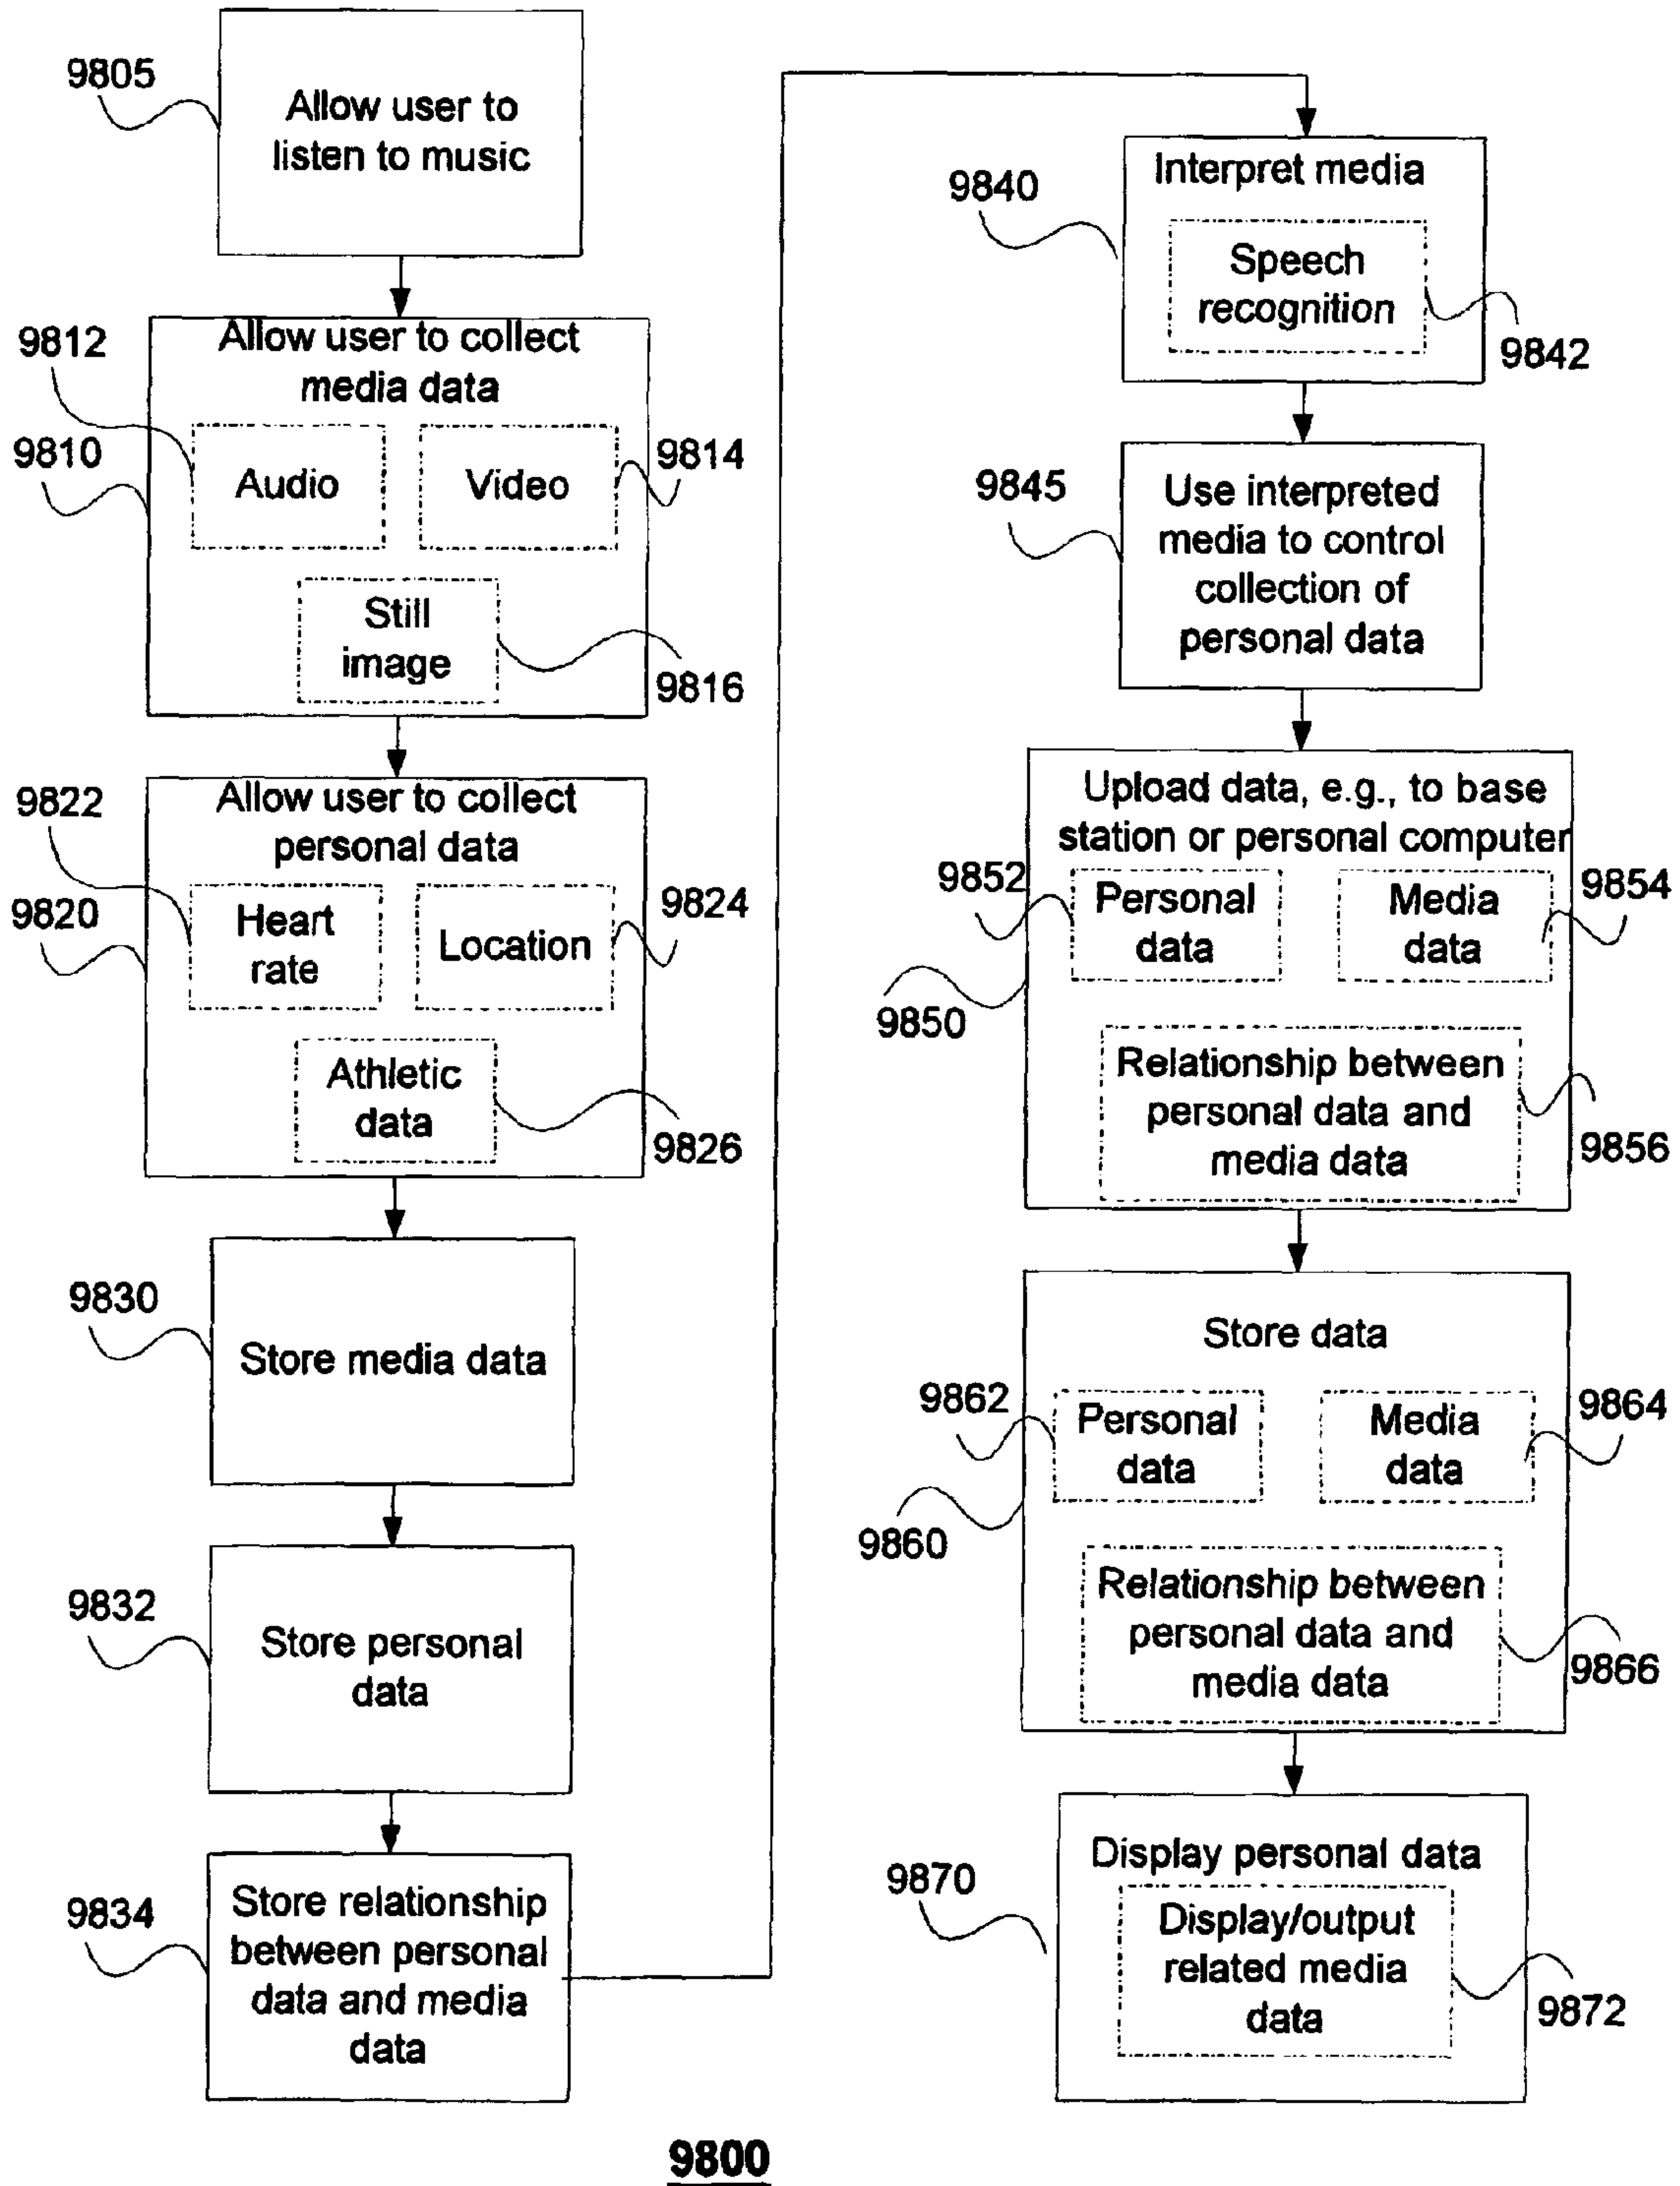 9805
Allow user to
listen to music
9812
9810
Allow user to collect
media data
Audio
Video
9814
Still
image
9816
9822
9820
Allow user to collect
personal data
Heart
rate
Location
9824
Athletic
data
9826
9830
Store media data
9832
Store personal
data
9834
Store relationship
between personal
data and media
data
9840
Interpret media
Speech
recognition
9842
9845
Use interpreted
media to control
collection of
personal data
Upload data, e.g., to base
station or personal computer
9852
Personal
data
Media
data
9854
9850
Relationship between
personal data and
media data
9856
Store data
9862
Personal
data
Media
data
9864
9860
Relationship between
personal data and
media data
9866
9870
Display personal data
Display/output
related media
data
9872
9800